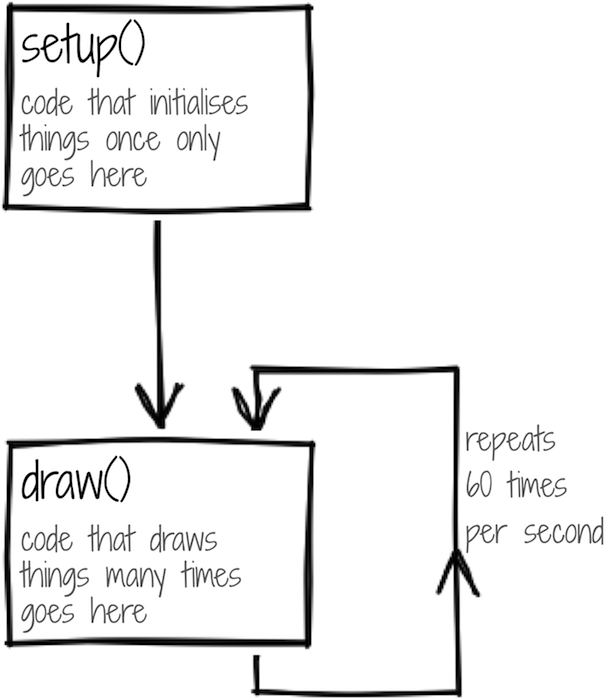 setup()
code that initialises
things once only
goes here
repeats
60 times
per second
draw()
code that draws
things many times
goes here